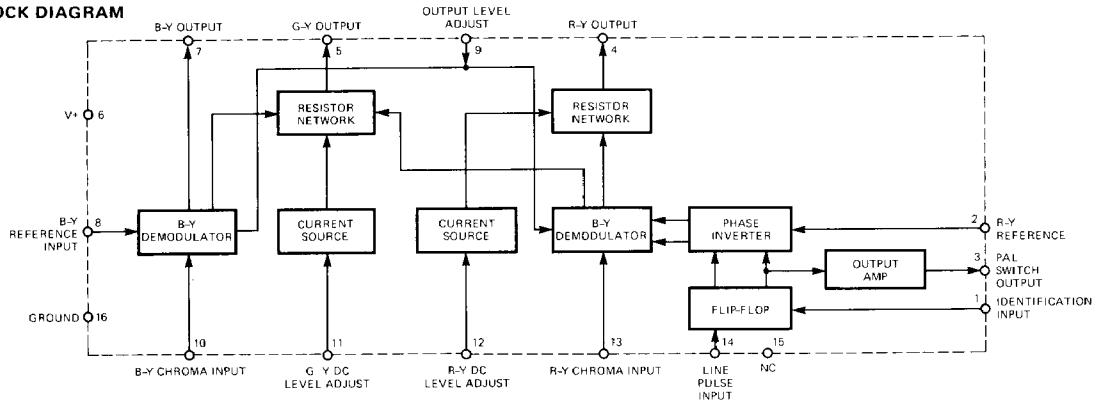 OCK DIAGRAM
B-Y OUTPUT
7
G-Y OUTPUT
5
OUTPUT LEVEL
ADJUST
9
R-Y OUTPUT
4
V+ 6
RESISTOR
NETWORK
RESISTOR
NETWORK
B-Y
REFERENCE
INPUT
8
B-Y
DEMODULATOR
CURRENT
SOURCE
CURRENT
SOURCE
B-Y
DEMODULATOR
PHASE
INVERTER
2
R-Y
REFERENCE
OUTPUT
AMP
3
PAL
SWITCH
OUTPUT
FLIP-FLOP
1
IDENTIFICATION
INPUT
GROUND 16
10
B-Y CHROMA INPUT
11
G Y DC
LEVEL ADJUST
12
R-Y DC
LEVEL ADJUST
13
R-Y CHROMA INPUT
14
LINE
PULSE
INPUT
15
NC